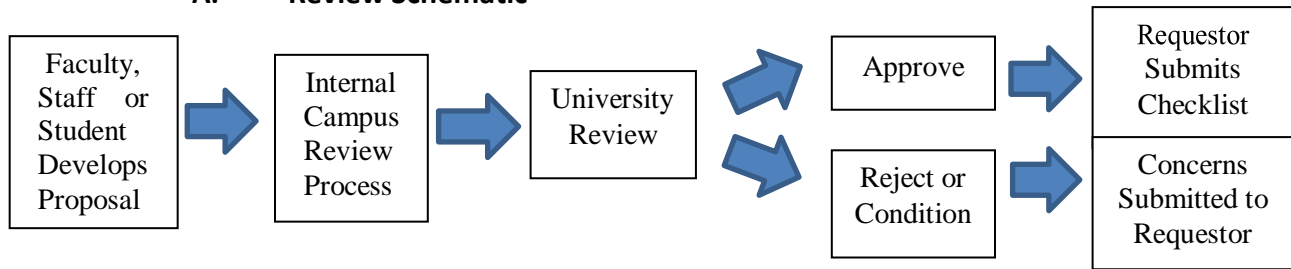 A. Review Schematic
Faculty,
Staff or
Student
Develops
Proposal
Internal
Campus
Review
Process
University
Review
Approve
Requestor
Submits
Checklist
Reject or
Condition
Concerns
Submitted to
Requestor